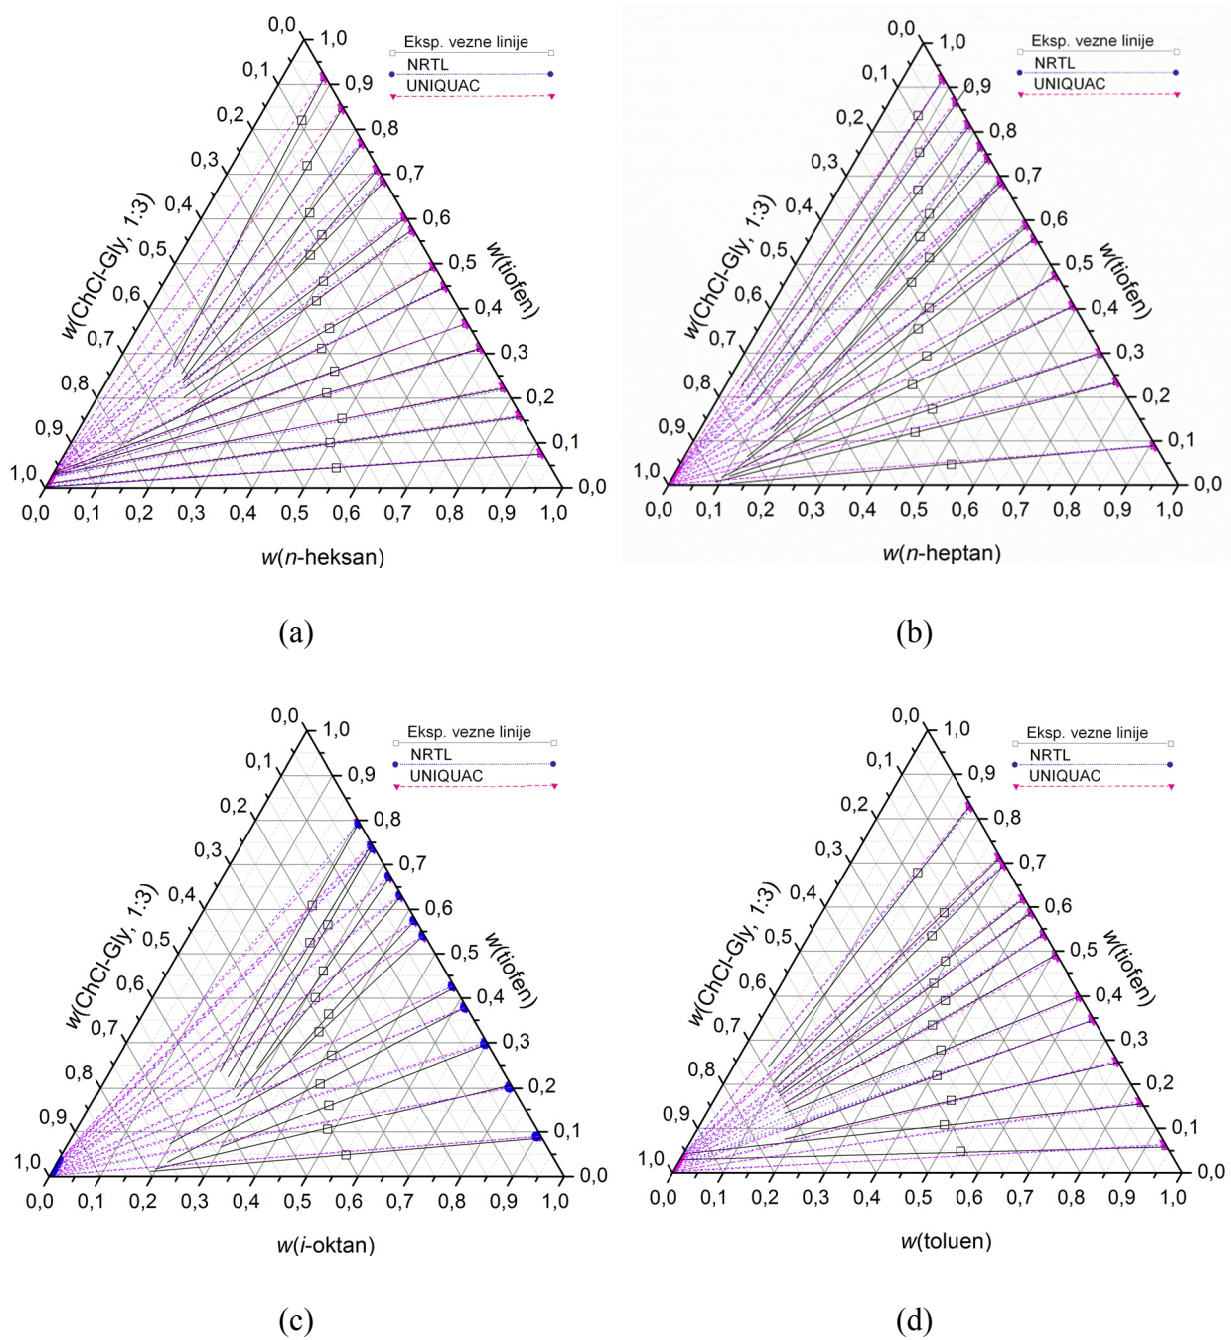 Eksp. vezne linije
NRTL
UNIQUAC
0,0
0,1
0,2
0,3
0,4
0,5
0,6
0,7
0,8
0,9
1,0
w(ChCl-Gly, 1:3)
1,0
0,9
0,8
0,7
0,6
0,5
0,4
0,3
0,2
0,1
0,0
w(tiofen)
0,0 0,1 0,2 0,3 0,4 0,5 0,6 0,7 0,8 0,9 1,0
w(n-heksan)
(a)
Eksp. vezne linije
NRTL
UNIQUAC
0,0
0,1
0,2
0,3
0,4
0,5
0,6
0,7
0,8
0,9
1,0
w(ChCl-Gly, 1:3)
1,0
0,9
0,8
0,7
0,6
0,5
0,4
0,3
0,2
0,1
0,0
w(tiofen)
0,0 0,1 0,2 0,3 0,4 0,5 0,6 0,7 0,8 0,9 1,0
w(n-heptan)
(b)
Eksp. vezne linije
NRTL
UNIQUAC
0,0
0,1
0,2
0,3
0,4
0,5
0,6
0,7
0,8
0,9
1,0
w(ChCl-Gly, 1:3)
1,0
0,9
0,8
0,7
0,6
0,5
0,4
0,3
0,2
0,1
0,0
w(tiofen)
0,0 0,1 0,2 0,3 0,4 0,5 0,6 0,7 0,8 0,9 1,0
w(i-oktan)
(c)
Eksp. vezne linije
NRTL
UNIQUAC
0,0
0,1
0,2
0,3
0,4
0,5
0,6
0,7
0,8
0,9
1,0
w(ChCl-Gly, 1:3)
1,0
0,9
0,8
0,7
0,6
0,5
0,4
0,3
0,2
0,1
0,0
w(tiofen)
0,0 0,1 0,2 0,3 0,4 0,5 0,6 0,7 0,8 0,9 1,0
w(toluen)
(d)